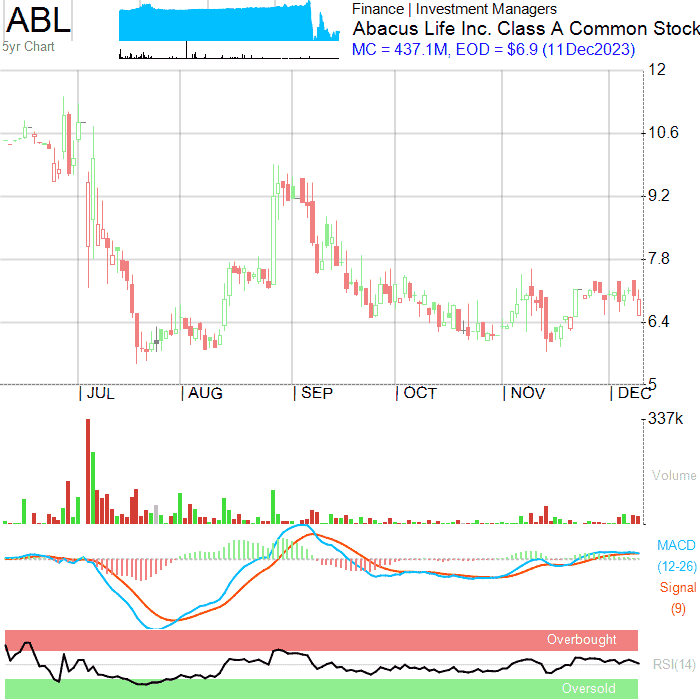 ABL
5yr Chart
Finance | Investment Managers
Abacus Life Inc. Class A Common Stock
MC = 437.1M, EOD = $6.9 (11Dec2023)
12
10.6
9.2
7.8
6.4
5
| JUL | AUG | SEP | OCT | NOV | DEC
337k
Volume
MACD
(12-26)
Signal
(9)
Overbought
RSI(14)
Oversold